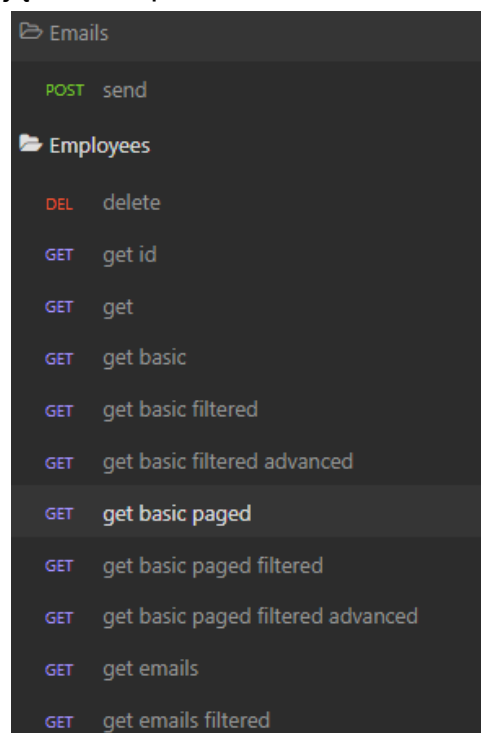 Emails
POST send
Employees
DEL delete
GET get id
GET get
GET get basic
GET get basic filtered
GET get basic filtered advanced
GET get basic paged
GET get basic paged filtered
GET get basic paged filtered advanced
GET get emails
GET get emails filtered